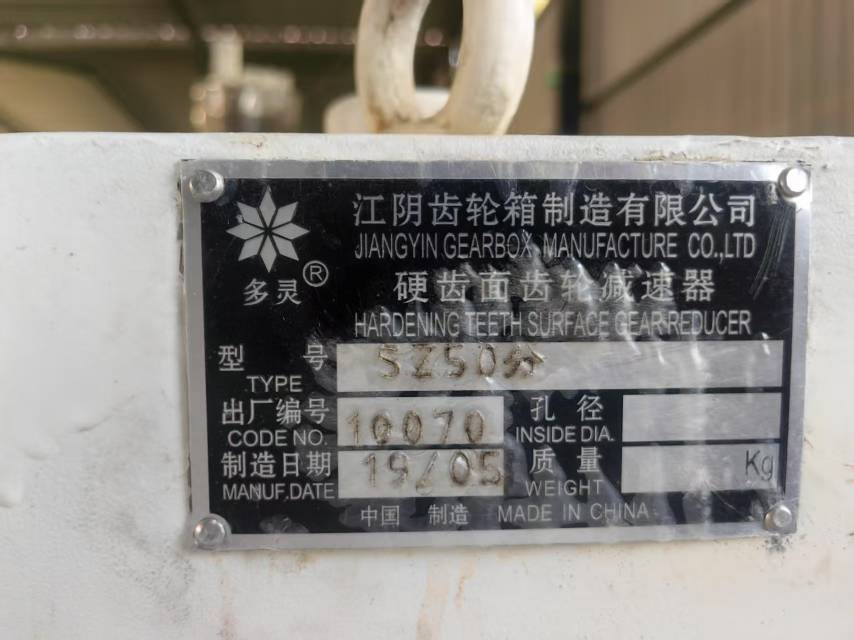 江阴齿轮箱制造有限公司
JIANGYIN GEARBOX MANUFACTURE CO.,LTD
多灵®
硬齿面齿轮减速器
HARDENING TEETH SURFACE GEAR REDUCER
型 号 SZ50分
TYPE
出厂编号 10070 孔 径
CODE NO. INSIDE DIA.
制造日期 19/05 质 量 Kg
MANUF.DATE WEIGHT
中国 制造 MADE IN CHINA